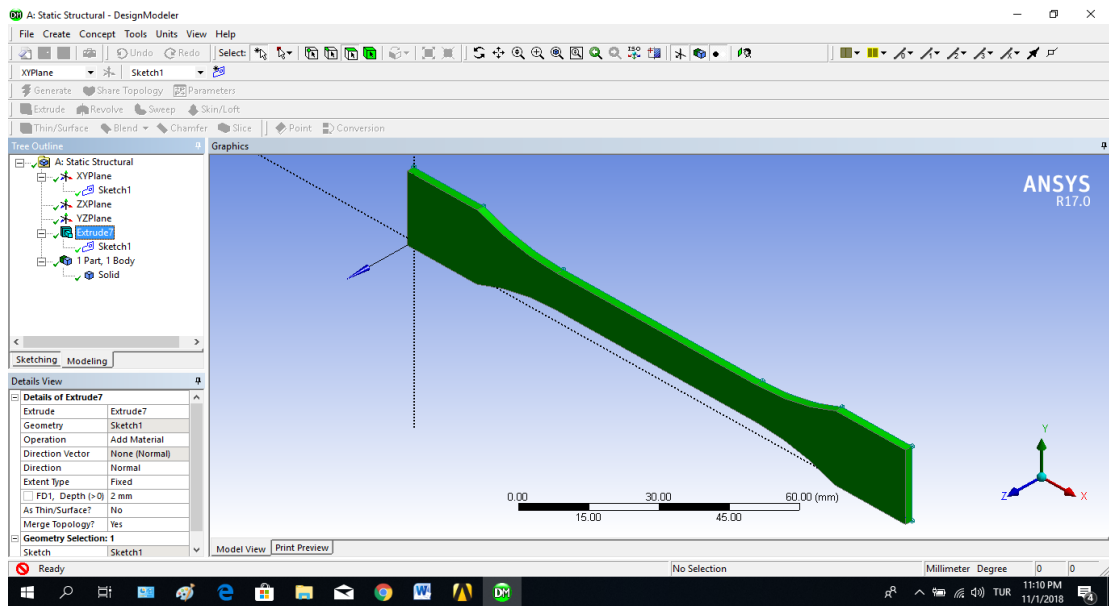 A: Static Structural - DesignModeler
File Create Concept Tools Units View Help
Undo Redo Select:
XYPlane Sketch1
Generate Share Topology Parameters
Extrude Revolve Sweep Skin/Loft
Thin/Surface Blend Chamfer Slice Point Conversion
Tree Outline
A: Static Structural
XYPlane
Sketch1
ZXPlane
YZPlane
Extrude7
Sketch1
1 Part, 1 Body
Solid
Sketching Modeling
Details View
Details of Extrude7
Extrude Extrude7
Geometry Sketch1
Operation Add Material
Direction Vector None (Normal)
Direction Normal
Extent Type Fixed
FD1, Depth (>0) 2 mm
As Thin/Surface? No
Merge Topology? Yes
Geometry Selection: 1
Sketch Sketch1
Graphics
ANSYS
R17.0
Y
Z X
0.00 30.00 60.00 (mm)
15.00 45.00
Model View Print Preview
Ready No Selection Millimeter Degree 0 0
DM TUR 11:10 PM
11/1/2018 4